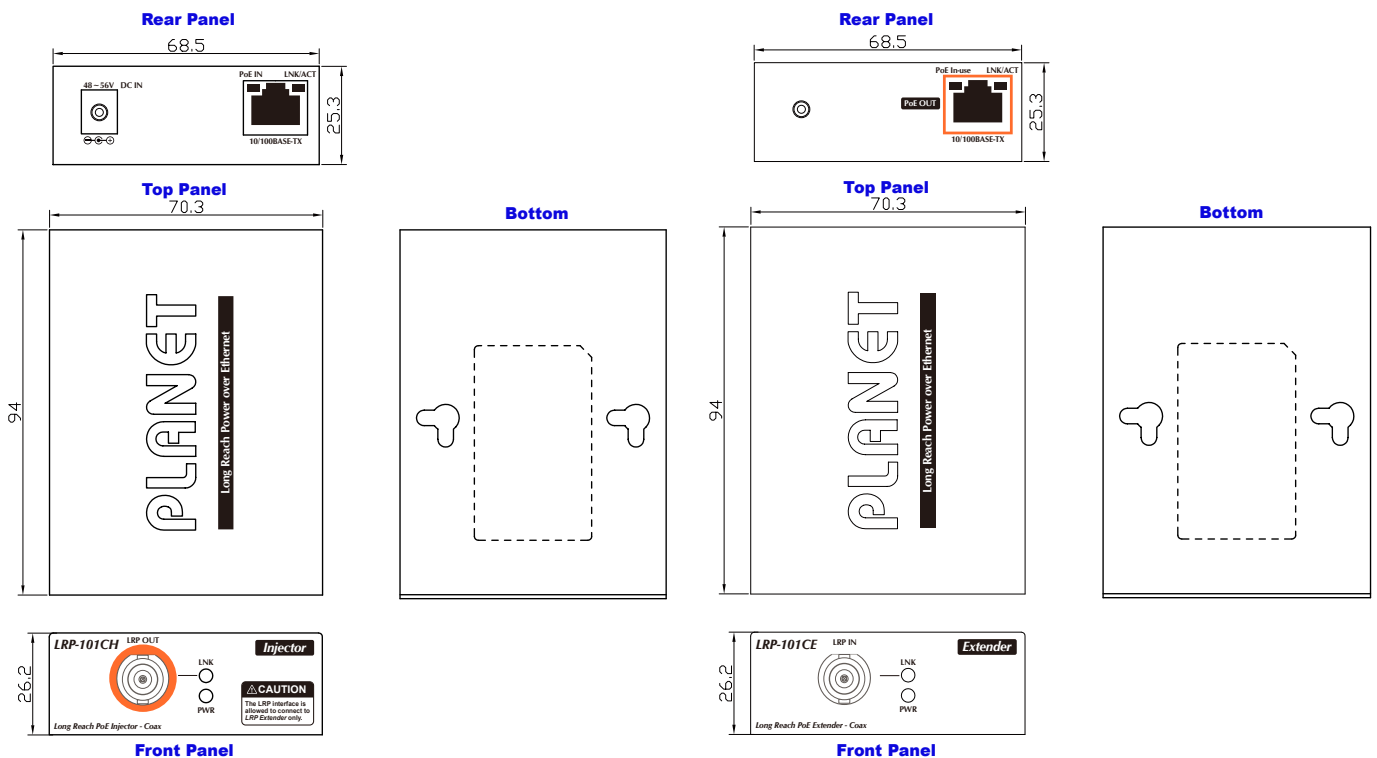 Rear Panel
68.5
48~56V DC IN
PoE IN
LNK/ACT
10/100BASE-TX
25.3
Top Panel
70.3
94
PLANET
Long Reach Power over Ethernet
Bottom
LRP-101CH
LRP OUT
Injector
LNK
PWR
CAUTION
The LRP interface is
allowed to connect to
LRP Extender only.
Long Reach PoE Injector - Coax
26.2
Front Panel
Rear Panel
68.5
PoE In-use
LNK/ACT
PoE OUT
10/100BASE-TX
25.3
Top Panel
70.3
94
PLANET
Long Reach Power over Ethernet
Bottom
LRP-101CE
LRP IN
Extender
LNK
PWR
Long Reach PoE Extender - Coax
26.2
Front Panel